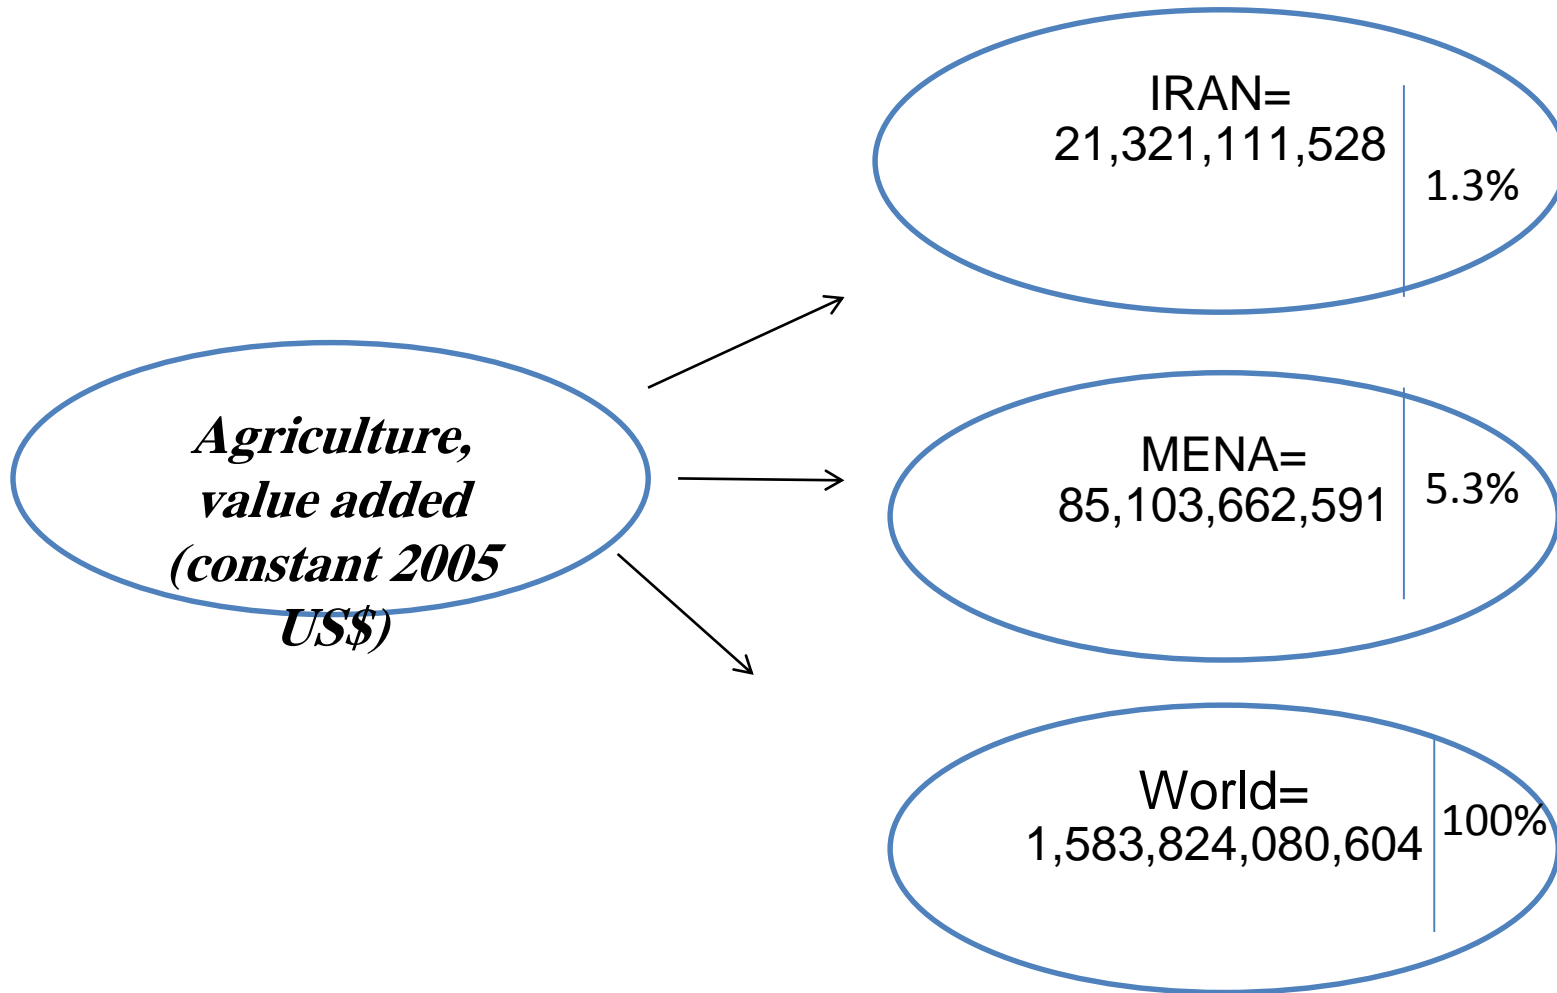 Agriculture,
value added
(constant 2005
US$)
IRAN=
21,321,111,528
1.3%
MENA=
85,103,662,591
5.3%
World=
1,583,824,080,604
100%